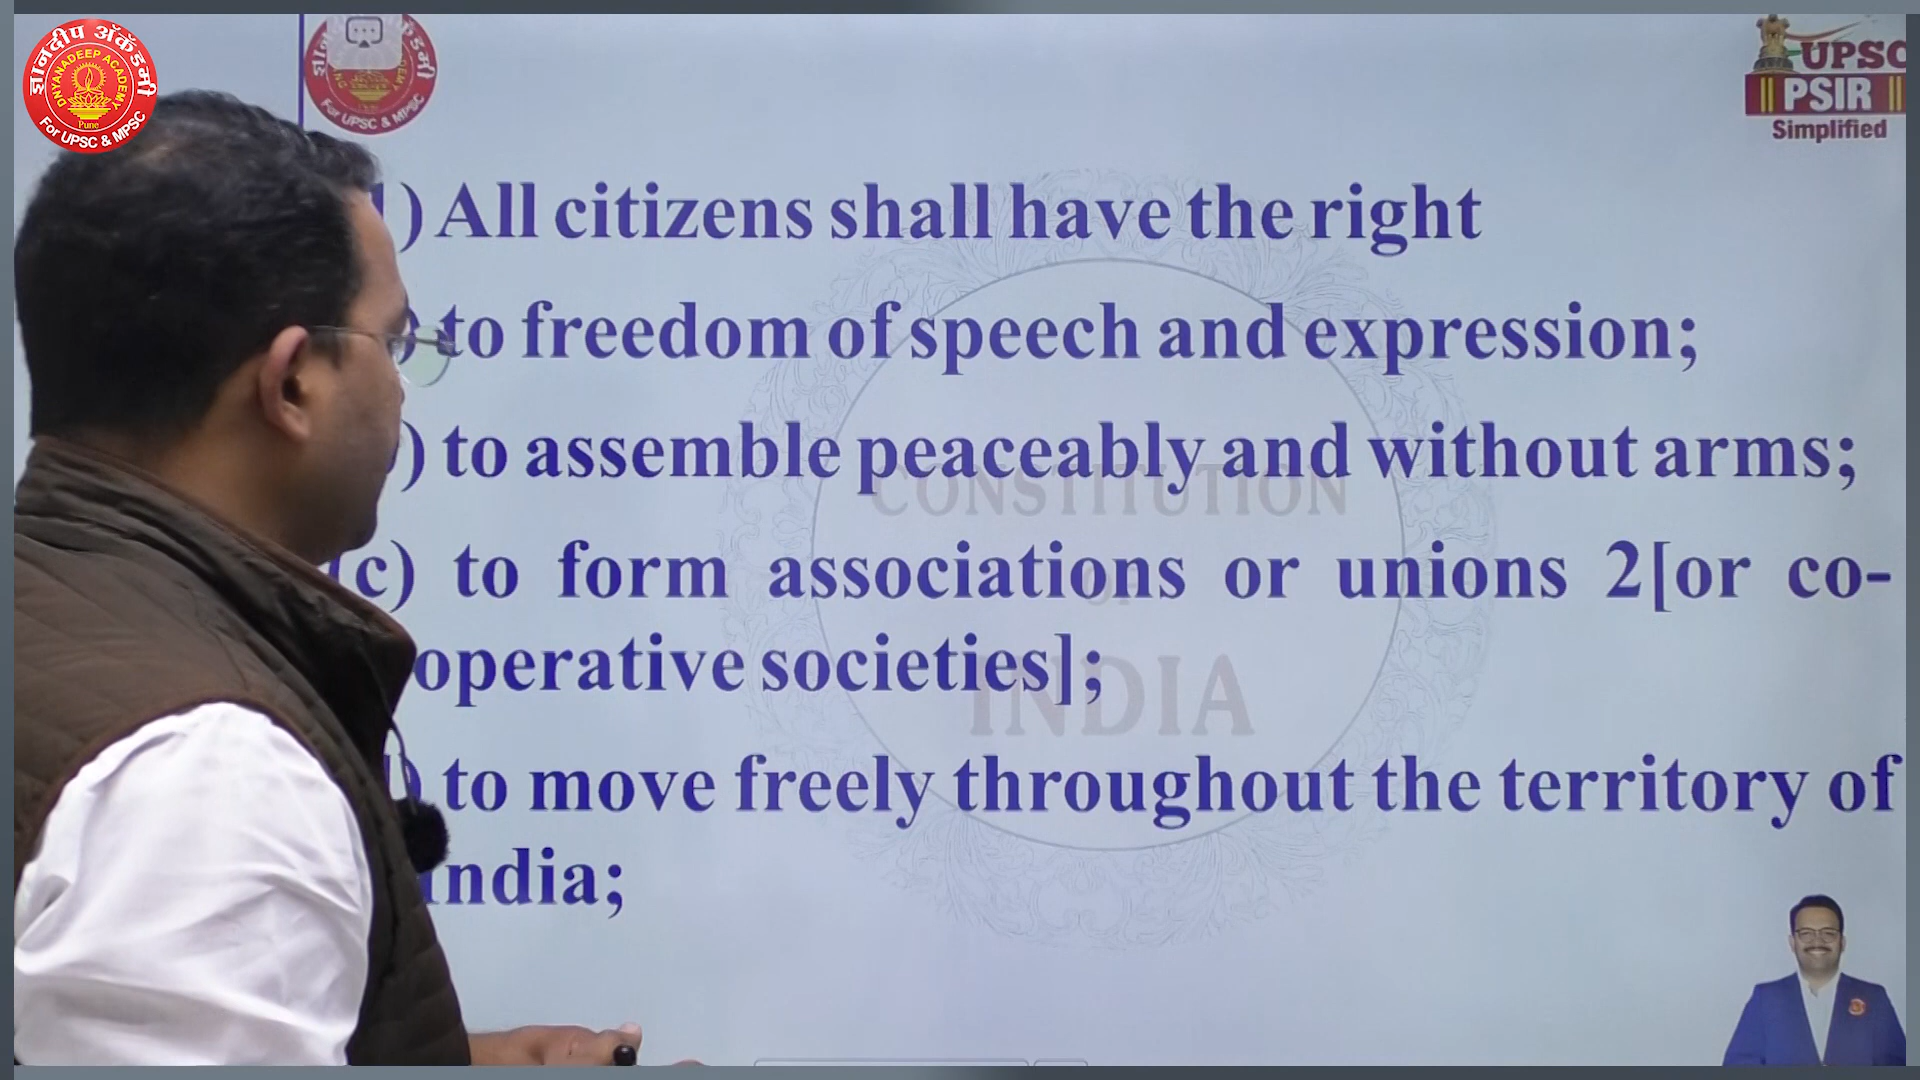 ज्ञानदीप अॅकॅडमी
DNYANADEEP ACADEMY
Pune
For UPSC & MPSC
For UPSC & MPSC
UPSC
PSIR
Simplified
) All citizens shall have the right
) to freedom of speech and expression;
) to assemble peaceably and without arms;
(c) to form associations or unions 2[or co-
operative societies];
) to move freely throughout the territory of
India;
CONSTITUTION
OF
INDIA